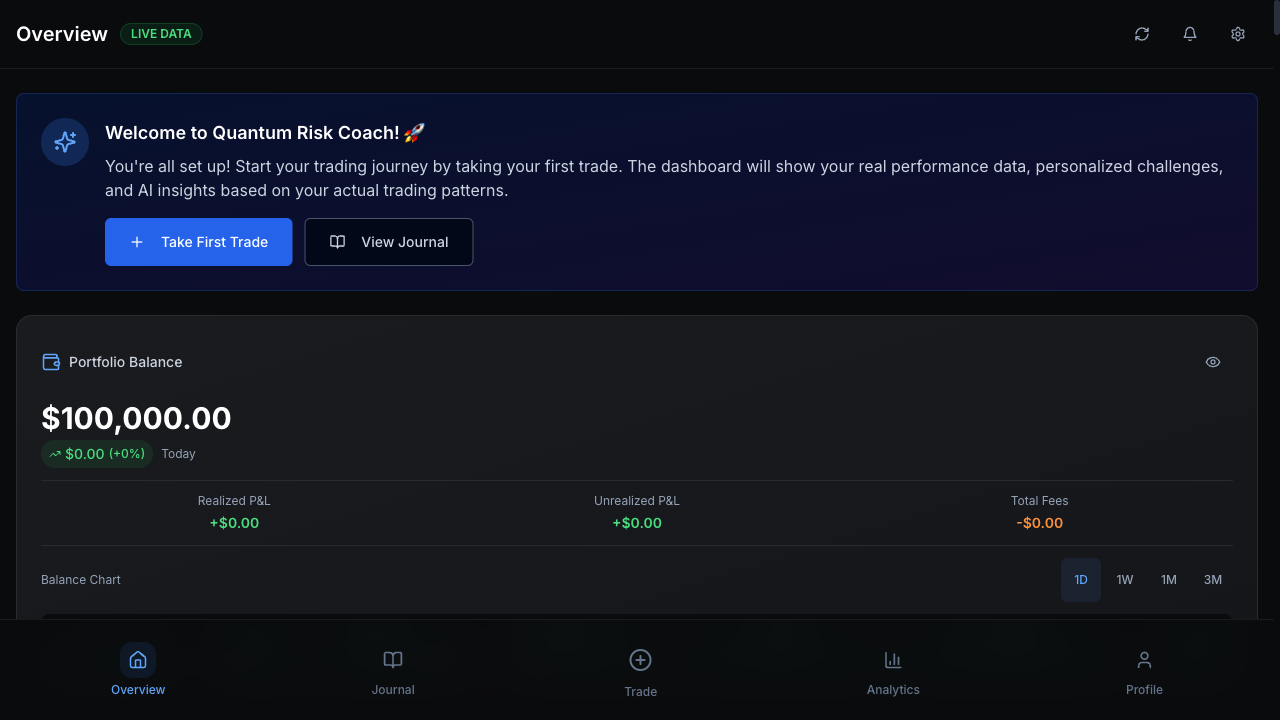 Overview
LIVE DATA
Welcome to Quantum Risk Coach! 🚀
You're all set up! Start your trading journey by taking your first trade. The dashboard will show your real performance data, personalized challenges,
and AI insights based on your actual trading patterns.
Take First Trade
View Journal
Portfolio Balance
$100,000.00
$0.00 (+0%) Today
Realized P&L Unrealized P&L Total Fees
+$0.00 +$0.00 -$0.00
Balance Chart 1D 1W 1M 3M
Overview Journal Trade Analytics Profile